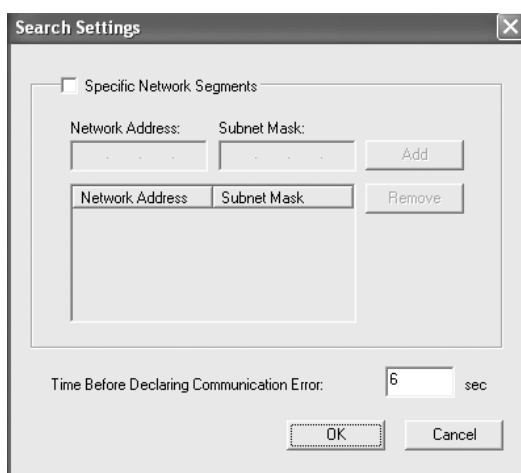 Search Settings
Specific Network Segments
Network Address: Subnet Mask:
. . . . . . Add
Network Address Subnet Mask Remove
Time Before Declaring Communication Error: 6 sec
OK Cancel